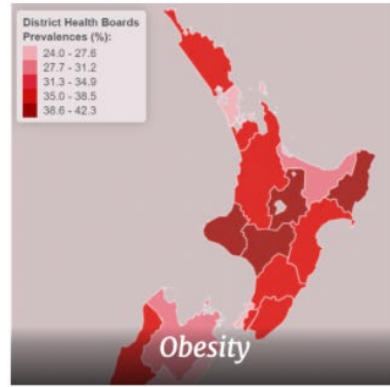 District Health Boards
Prevalences (%):
24.0 - 27.6
27.7 - 31.2
31.3 - 34.9
35.0 - 38.5
38.6 - 42.3
Obesity